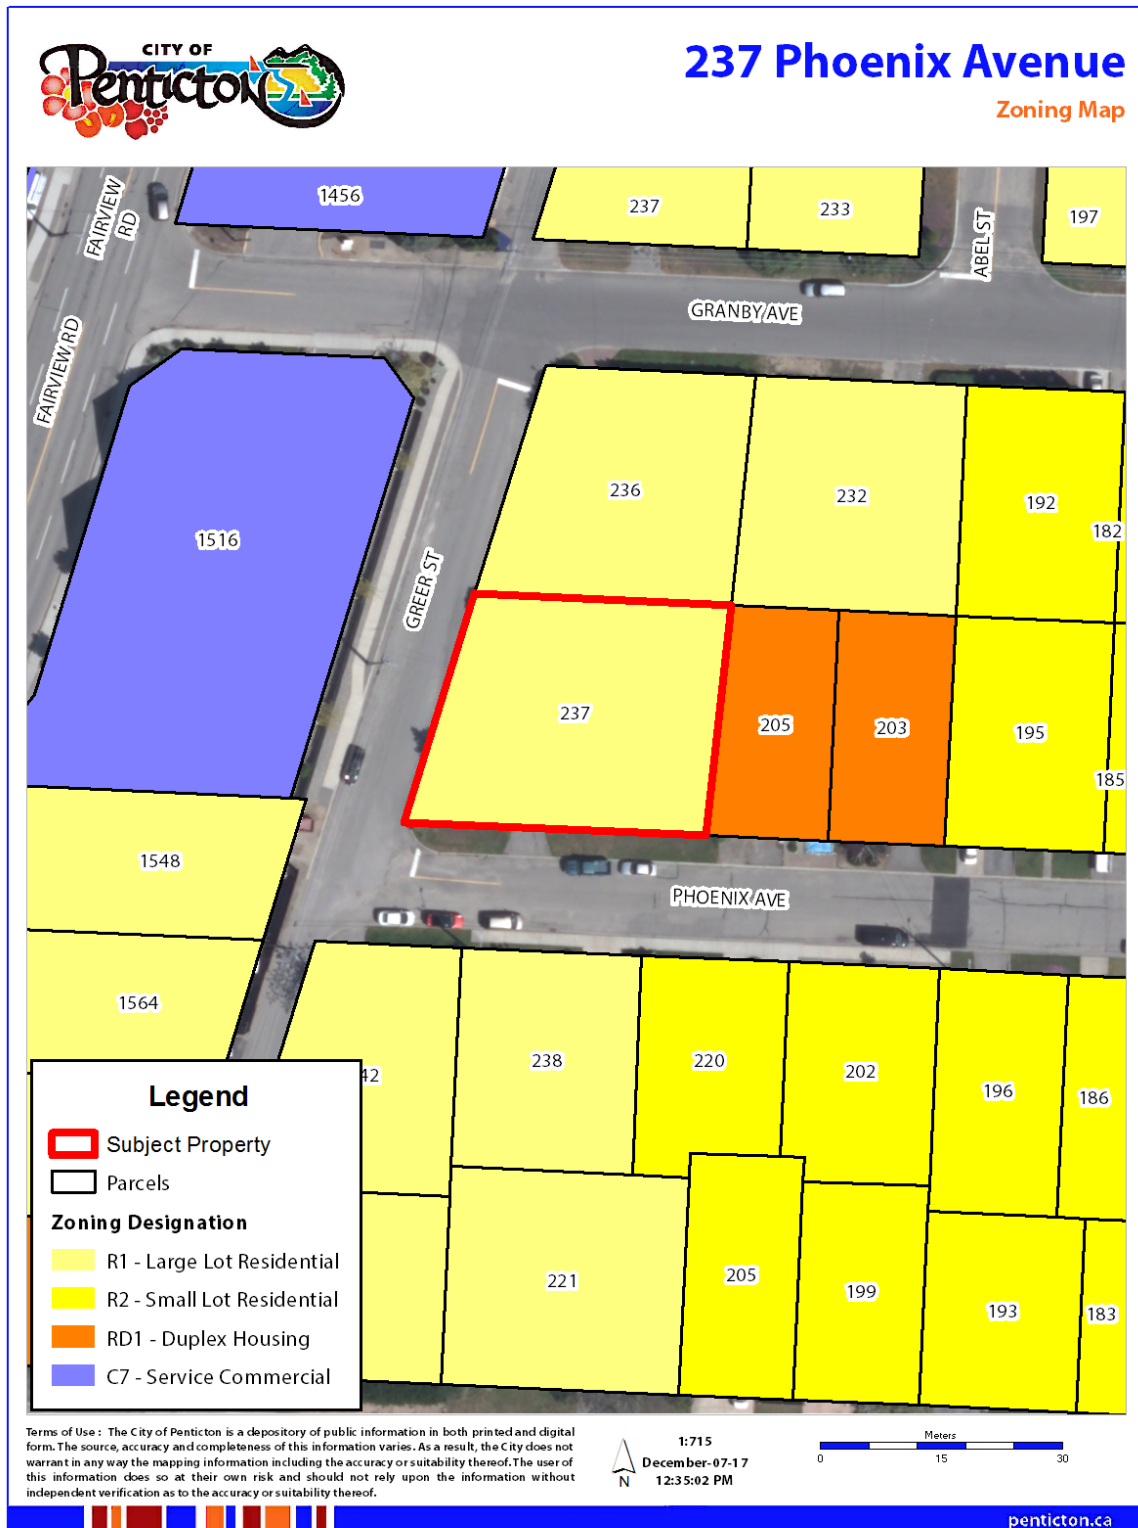 CITY OF
Penticton
237 Phoenix Avenue
Zoning Map
1456
237
233
197
FAIRVIEW
RD
ABEL ST
GRANBY AVE
FAIRVIEW RD
236
232
192
182
1516
GREER ST
237
205
203
195
185
1548
PHOENIX AVE
1564
42
238
220
202
196
186
221
205
199
193
183
Legend
Subject Property
Parcels
Zoning Designation
R1 - Large Lot Residential
R2 - Small Lot Residential
RD1 - Duplex Housing
C7 - Service Commercial
Terms of Use : The City of Penticton is a depository of public information in both printed and digital
form. The source, accuracy and completeness of this information varies. As a result, the City does not
warrant in any way the mapping information including the accuracy or suitability thereof. The user of
this information does so at their own risk and should not rely upon the information without
independent verification as to the accuracy or suitability thereof.
N
1:715
December-07-17
12:35:02 PM
Meters
0 15 30
penticton.ca